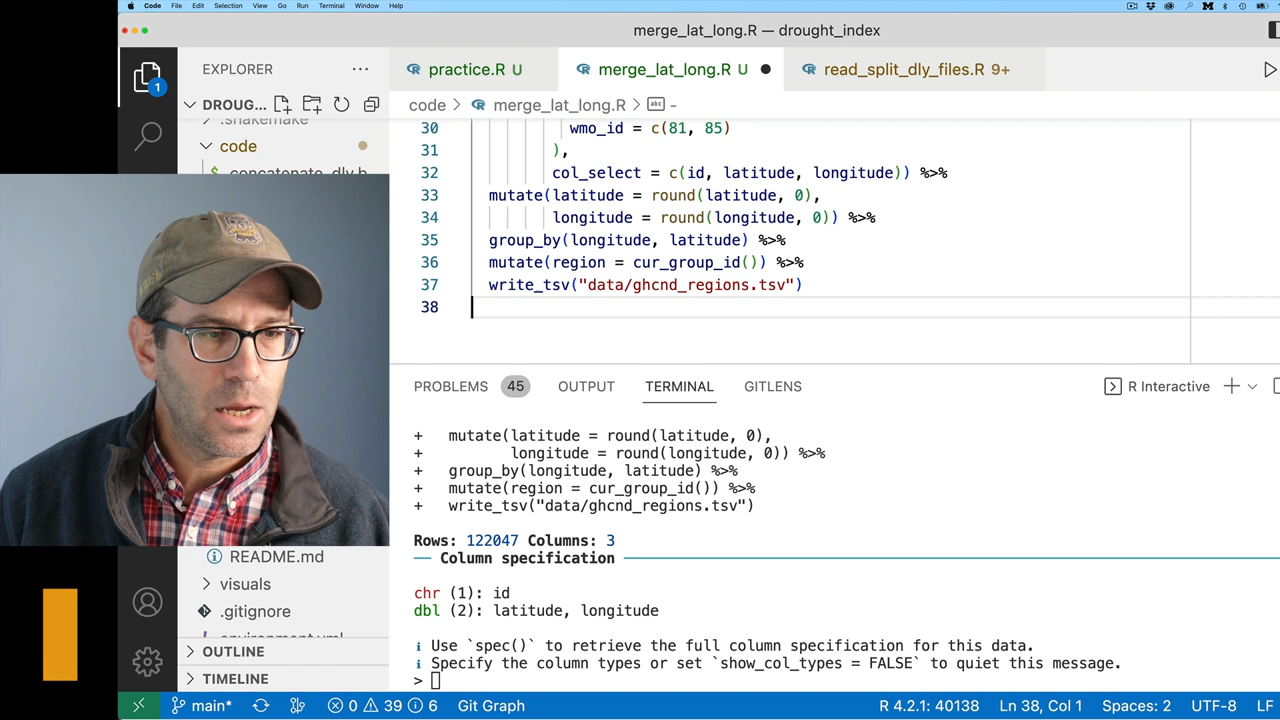 Code File Edit Selection View Go Run Terminal Window Help
merge_lat_long.R — drought_index
EXPLORER
practice.R U merge_lat_long.R U read_split_dly_files.R 9+
DROUG...
code > merge_lat_long.R > abc -
.snakemake
code
concatenate_dly.b
1
30 wmo_id = c(81, 85)
31 ),
32 col_select = c(id, latitude, longitude)) %>%
33 mutate(latitude = round(latitude, 0),
34 longitude = round(longitude, 0)) %>%
35 group_by(longitude, latitude) %>%
36 mutate(region = cur_group_id()) %>%
37 write_tsv("data/ghcnd_regions.tsv")
38
PROBLEMS 45 OUTPUT TERMINAL GITLENS R Interactive
+ mutate(latitude = round(latitude, 0),
+ longitude = round(longitude, 0)) %>%
+ group_by(longitude, latitude) %>%
+ mutate(region = cur_group_id()) %>%
+ write_tsv("data/ghcnd_regions.tsv")
Rows: 122047 Columns: 3
── Column specification
chr (1): id
dbl (2): latitude, longitude
i Use `spec()` to retrieve the full column specification for this data.
i Specify the column types or set `show_col_types = FALSE` to quiet this message.
>
README.md
visuals
.gitignore
environment.yml
OUTLINE
TIMELINE
main* 0 39 6 Git Graph R 4.2.1: 40138 Ln 38, Col 1 Spaces: 2 UTF-8 LF